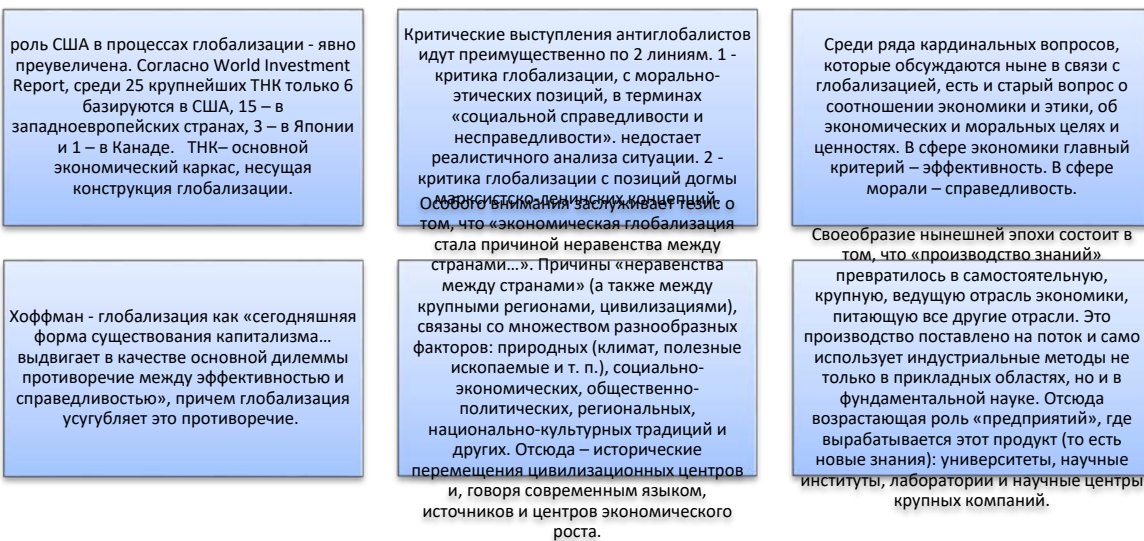 роль США в процессах глобализации - явно
преувеличена. Согласно World Investment
Report, среди 25 крупнейших ТНК только 6
базируются в США, 15 – в
западноевропейских странах, 3 – в Японии
и 1 – в Канаде.   ТНК– основной
экономический каркас, несущая
конструкция глобализации.
Критические выступления антиглобалистов
идут преимущественно по 2 линиям. 1 -
критика глобализации, с морально-
этических позиций, в терминах
«социальной справедливости и
несправедливости». недостает
реалистичного анализа ситуации. 2 -
критика глобализации с позиций догмы
марксистско-ленинских концепций.
Среди ряда кардинальных вопросов,
которые обсуждаются ныне в связи с
глобализацией, есть и старый вопрос о
соотношении экономики и этики, об
экономических и моральных целях и
ценностях. В сфере экономики главный
критерий – эффективность. В сфере
морали – справедливость.
Хоффман - глобализация как «сегодняшняя
форма существования капитализма…
выдвигает в качестве основной дилеммы
противоречие между эффективностью и
справедливостью», причем глобализация
усугубляет это противоречие.
Особого внимания заслуживает тезис о
том, что «экономическая глобализация
стала причиной неравенства между
странами…». Причины «неравенства
между странами» (а также между
крупными регионами, цивилизациями),
связаны со множеством разнообразных
факторов: природных (климат, полезные
ископаемые и т. п.), социально-
экономических, общественно-
политических, региональных,
национально-культурных традиций и
других. Отсюда – исторические
перемещения цивилизационных центров
и, говоря современным языком,
источников и центров экономического
роста.
Своеобразие нынешней эпохи состоит в
том, что «производство знаний»
превратилось в самостоятельную,
крупную, ведущую отрасль экономики,
питающую все другие отрасли. Это
производство поставлено на поток и само
использует индустриальные методы не
только в прикладных областях, но и в
фундаментальной науке. Отсюда
возрастающая роль «предприятий», где
вырабатывается этот продукт (то есть
новые знания): университеты, научные
институты, лаборатории и научные центры
крупных компаний.